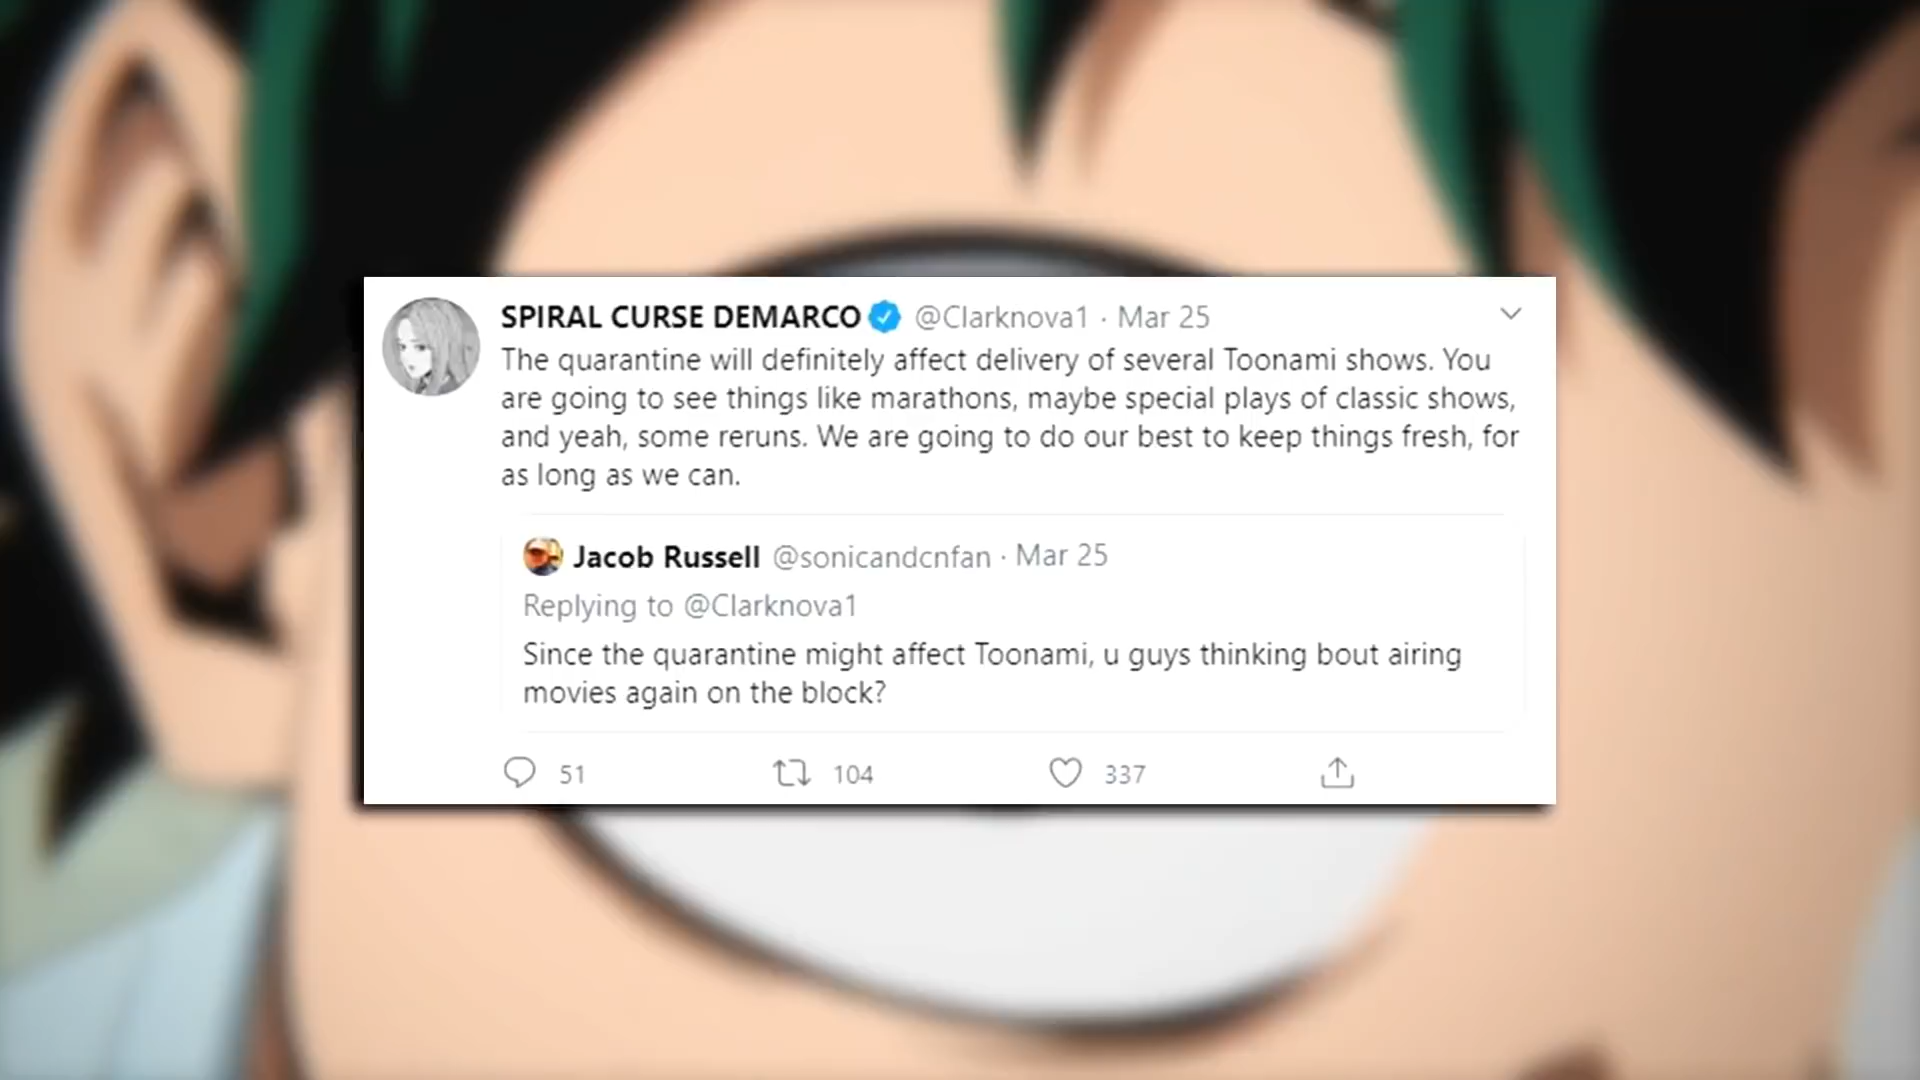 SPIRAL CURSE DEMARCO @Clarknova1 · Mar 25
The quarantine will definitely affect delivery of several Toonami shows. You
are going to see things like marathons, maybe special plays of classic shows,
and yeah, some reruns. We are going to do our best to keep things fresh, for
as long as we can.
Jacob Russell @sonicandcnfan · Mar 25
Replying to @Clarknova1
Since the quarantine might affect Toonami, u guys thinking bout airing
movies again on the block?
51 104 337